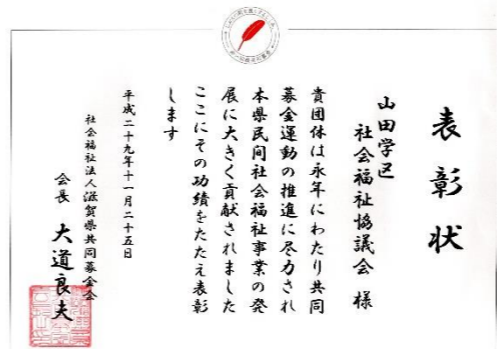 表彰状
山田学区
社会福祉協議会 様
貴団体は永年にわたり共同
募金運動の推進に尽力され
本県民間社会福祉事業の発
展に大きく貢献されました
ここにその功績をたたえ表彰
します
平成二十九年十一月二十五日
社会福祉法人滋賀県共同募金会
会長 大道良夫